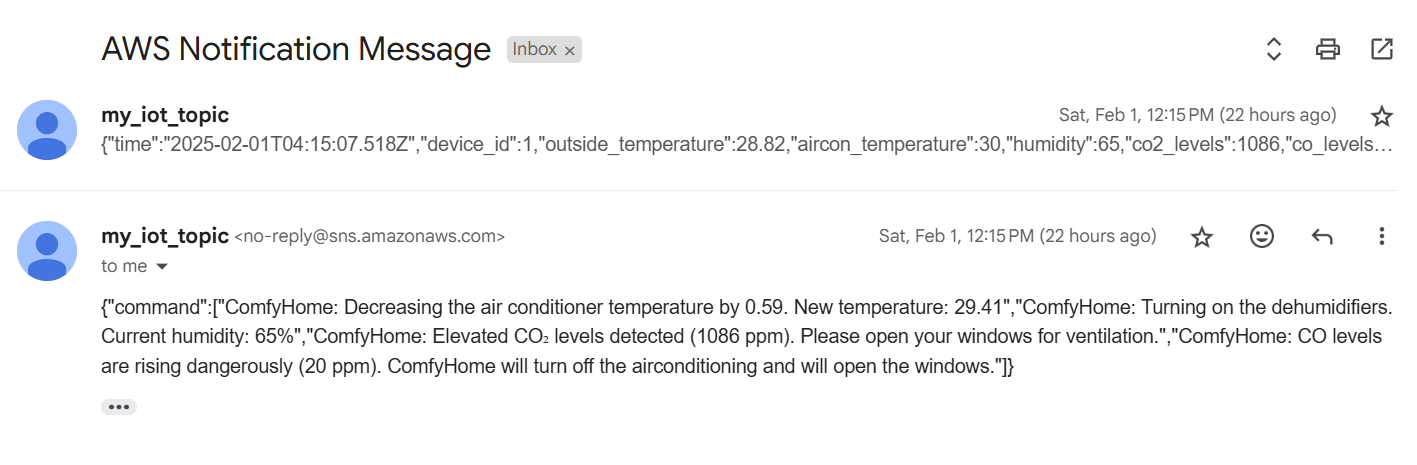 AWS Notification Message Inbox ×
my_iot_topic Sat, Feb 1, 12:15 PM (22 hours ago)
{"time":"2025-02-01T04:15:07.518Z","device_id":1,"outside_temperature":28.82,"aircon_temperature":30,"humidity":65,"co2_levels":1086,"co_levels…
my_iot_topic <no-reply@sns.amazonaws.com> Sat, Feb 1, 12:15 PM (22 hours ago)
to me
{"command":["ComfyHome: Decreasing the air conditioner temperature by 0.59. New temperature: 29.41","ComfyHome: Turning on the dehumidifiers.
Current humidity: 65%","ComfyHome: Elevated CO₂ levels detected (1086 ppm). Please open your windows for ventilation.","ComfyHome: CO levels
are rising dangerously (20 ppm). ComfyHome will turn off the airconditioning and will open the windows."]}